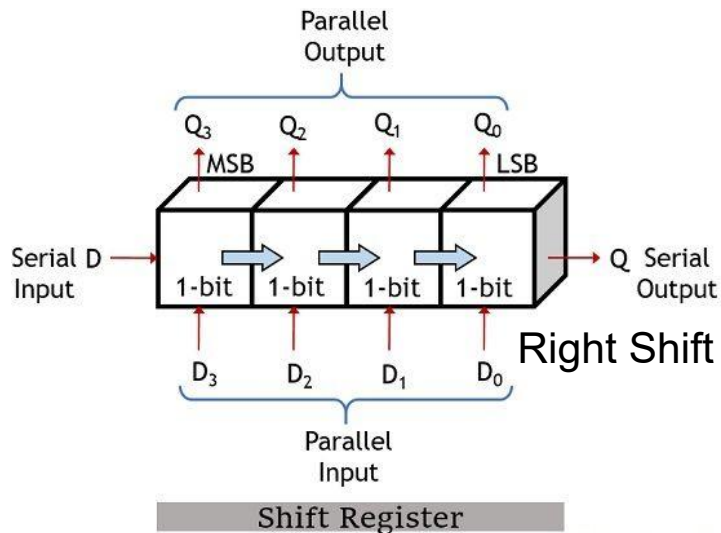 Parallel
Output
Q₃ Q₂ Q₁ Q₀
MSB LSB
Serial D
Input
1-bit 1-bit 1-bit 1-bit
Q Serial
Output
Right Shift
D₃ D₂ D₁ D₀
Parallel
Input
Shift Register